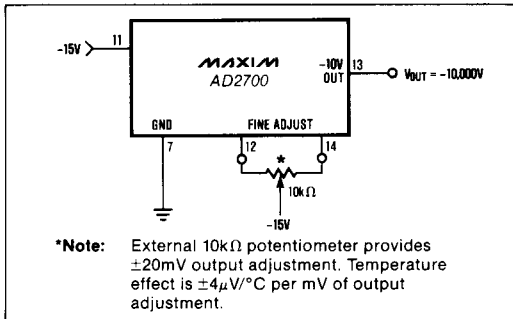 -15V
11
MAXIM
AD2700
-10V
OUT
13
VOUT = -10,000V
GND
FINE ADJUST
7
12
*
14
10kΩ
-15V
*Note: External 10kΩ potentiometer provides
±20mV output adjustment. Temperature
effect is ±4μV/°C per mV of output
adjustment.